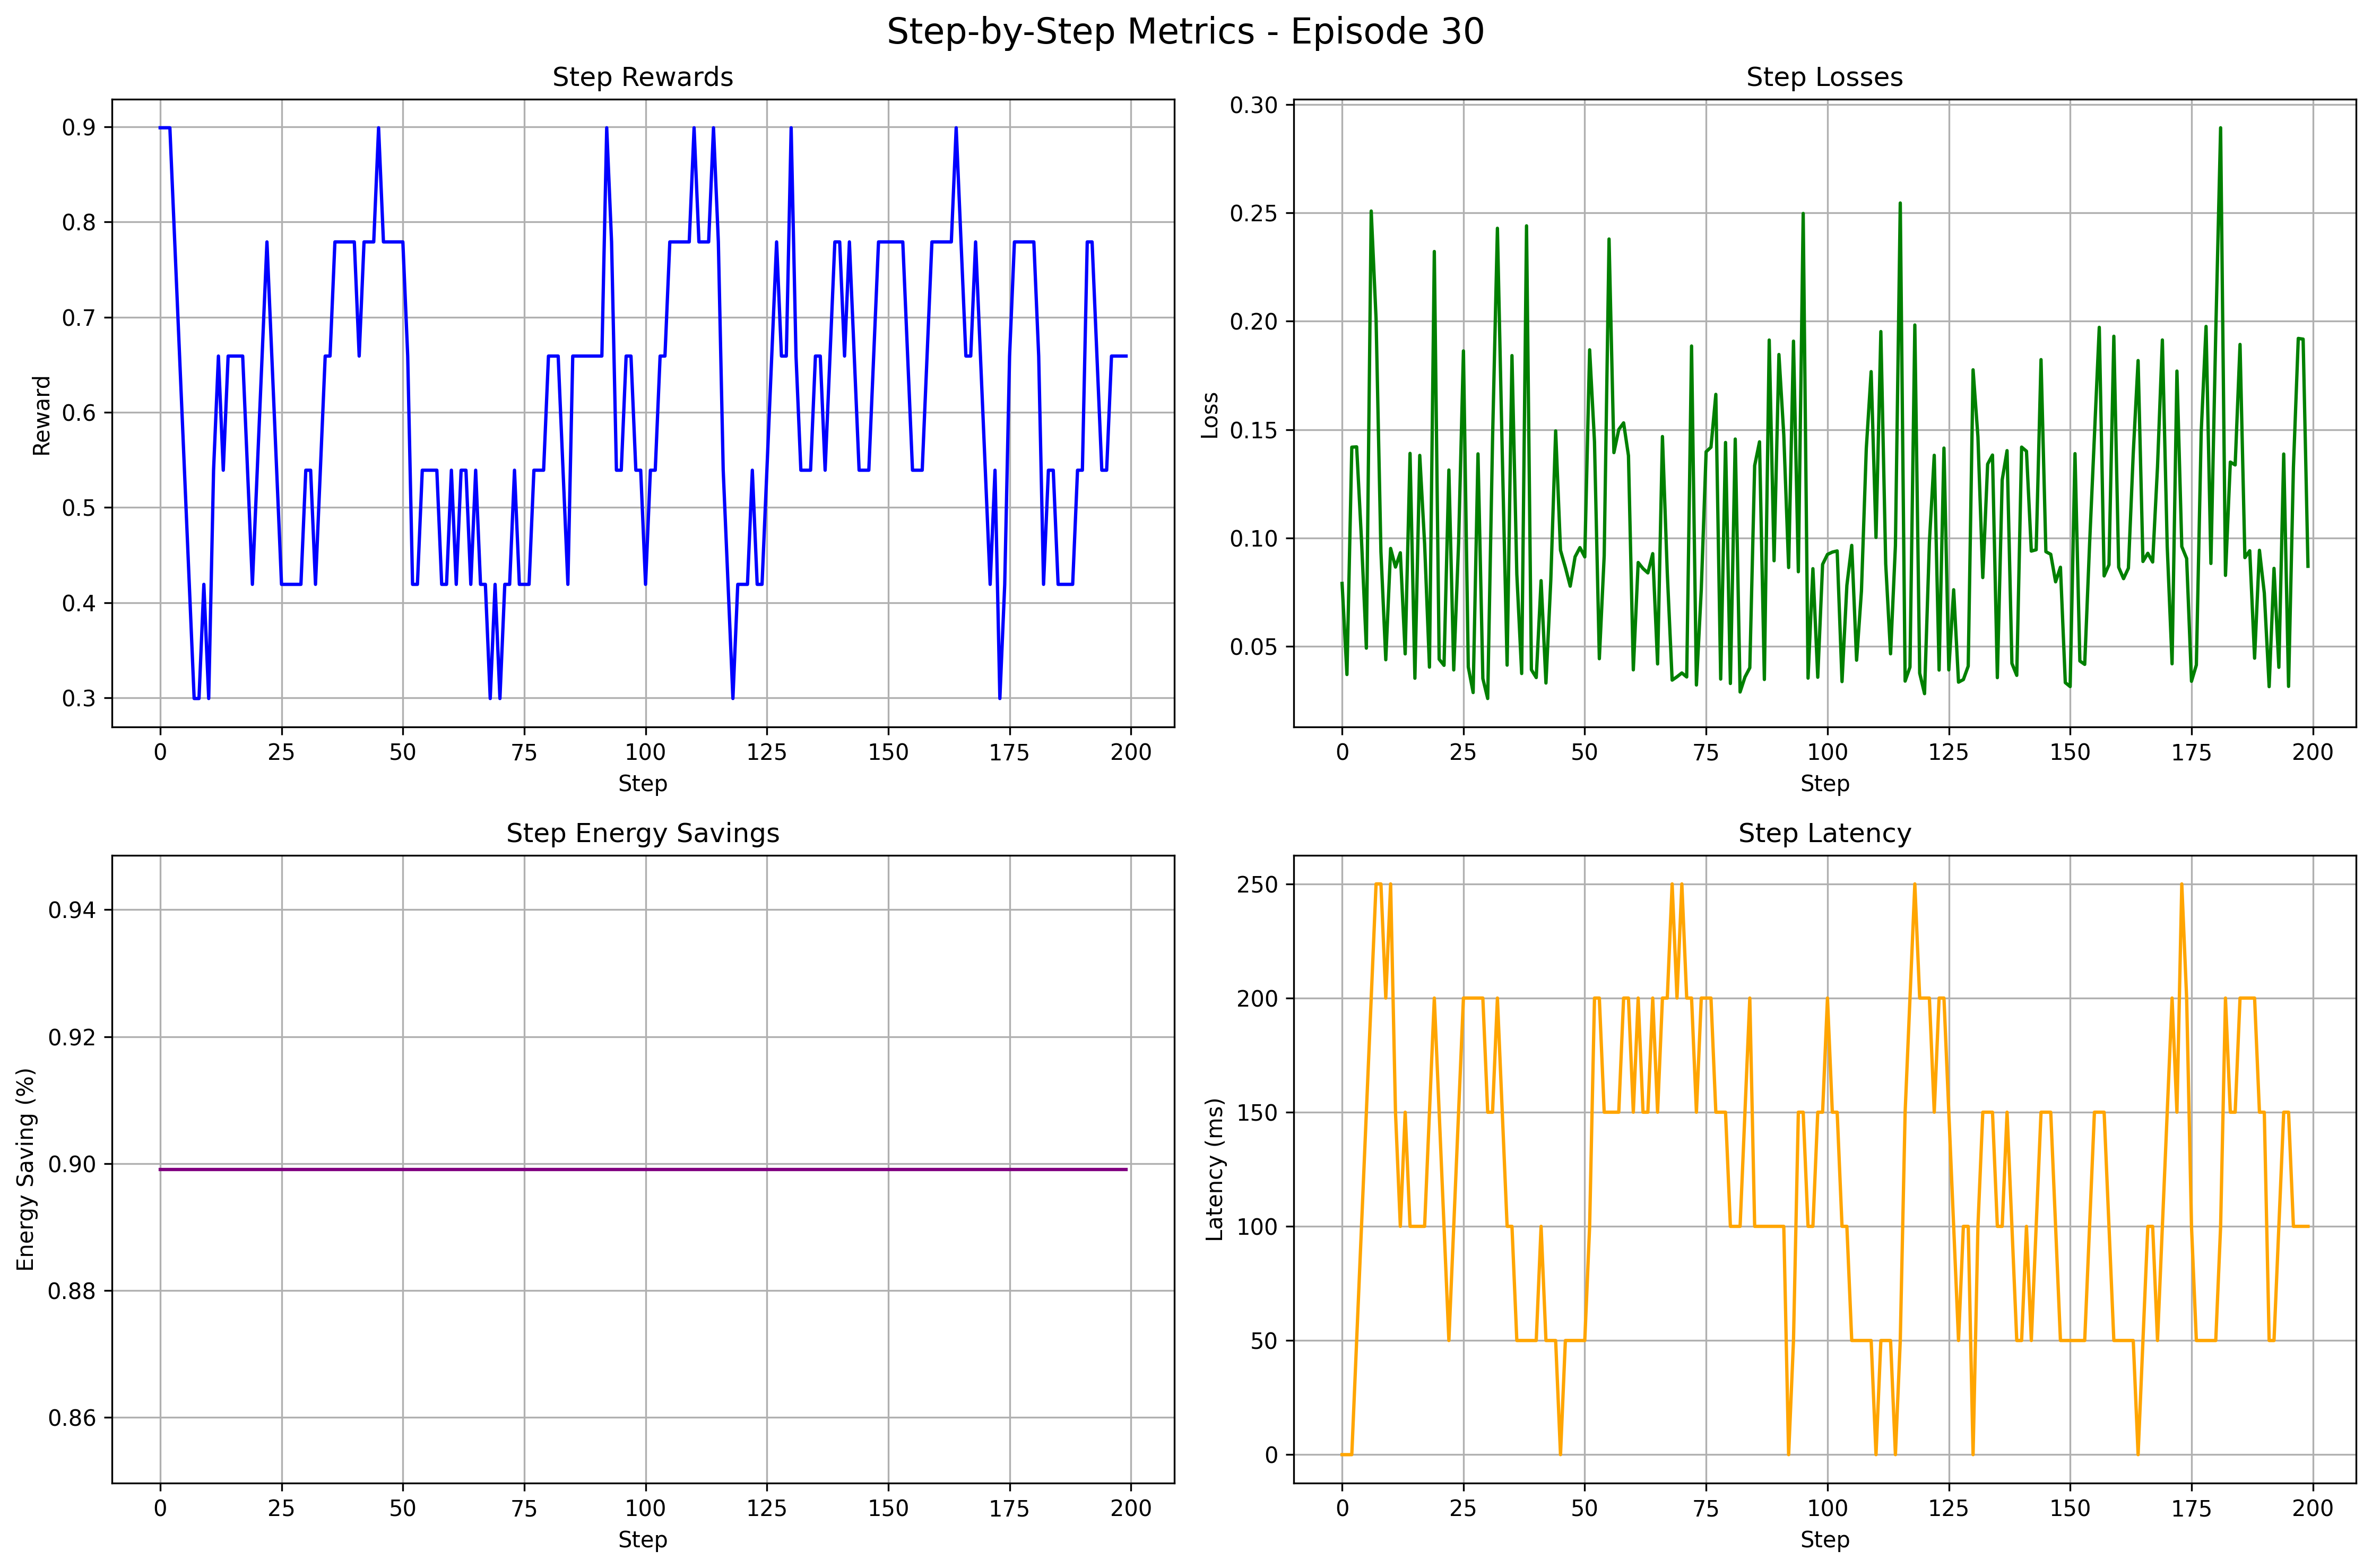 Step-by-Step Metrics - Episode 30
Step Rewards
Reward
0.9
0.8
0.7
0.6
0.5
0.4
0.3
0 25 50 75 100 125 150 175 200
Step
Step Losses
Loss
0.30
0.25
0.20
0.15
0.10
0.05
0 25 50 75 100 125 150 175 200
Step
Step Energy Savings
Energy Saving (%)
0.94
0.92
0.90
0.88
0.86
0 25 50 75 100 125 150 175 200
Step
Step Latency
Latency (ms)
250
200
150
100
50
0
0 25 50 75 100 125 150 175 200
Step